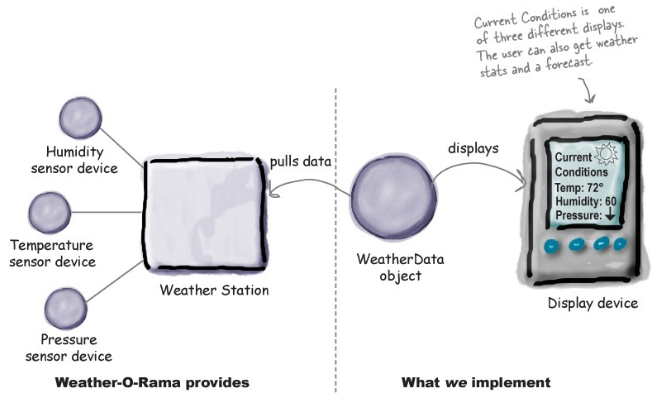 Current Conditions is one
of three different displays.
The user can also get weather
stats and a forecast.
Humidity
sensor device
Temperature
sensor device
Pressure
sensor device
Weather Station
pulls data
WeatherData
object
displays
Current
Conditions
Temp: 72°
Humidity: 60
Pressure:
Display device
Weather-O-Rama provides
What we implement